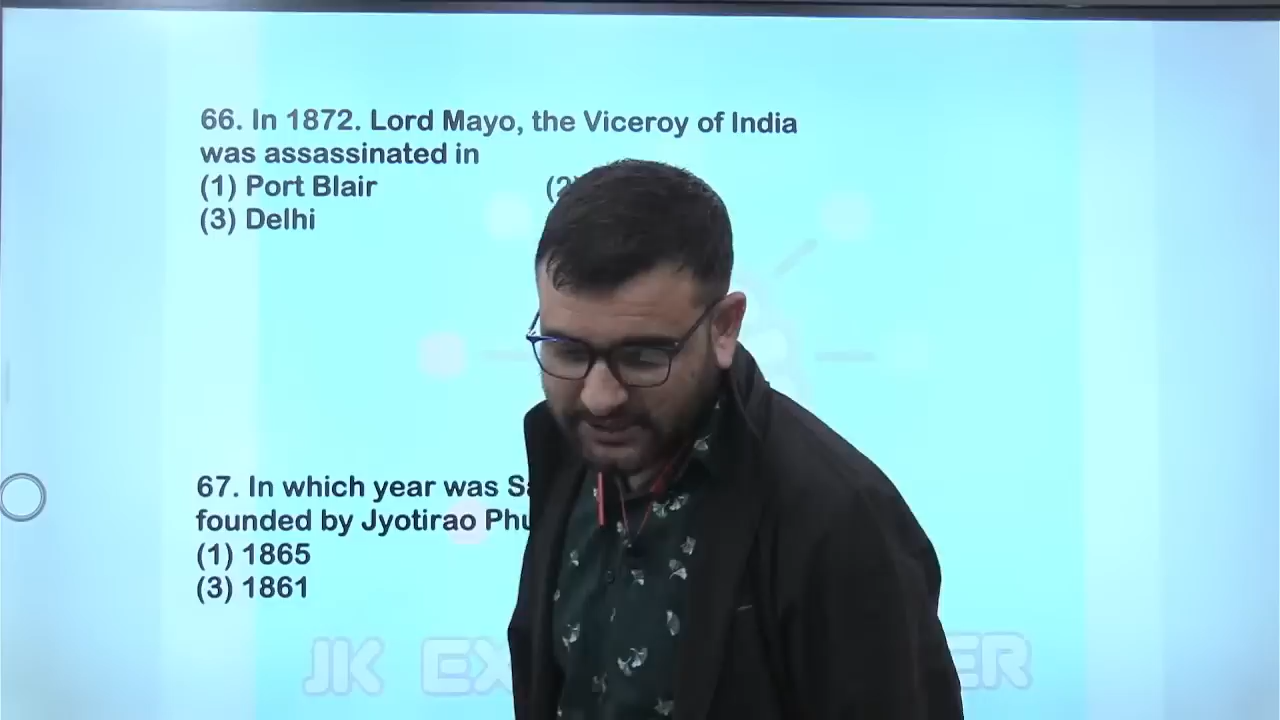 66. In 1872. Lord Mayo, the Viceroy of India
was assassinated in
(1) Port Blair
(3) Delhi
67. In which year was
founded by Jyotirao
(1) 1865
(3) 1861
JK